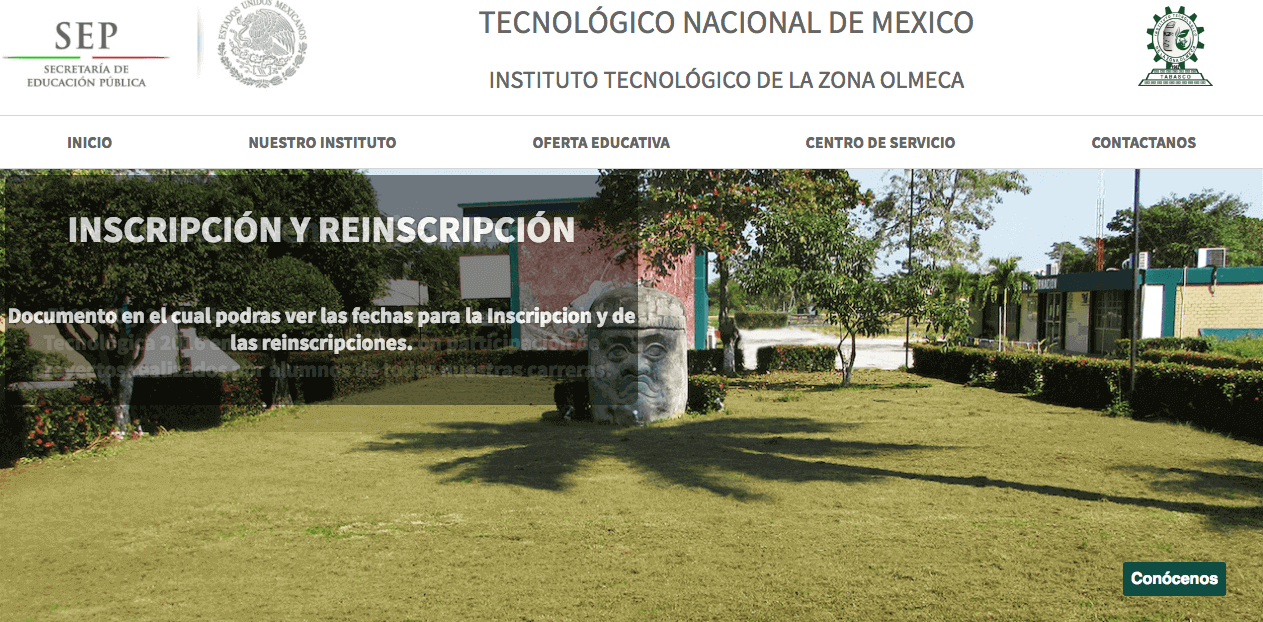 SEP
SECRETARÍA DE
EDUCACIÓN PÚBLICA
ESTADOS UNIDOS MEXICANOS
TECNOLÓGICO NACIONAL DE MEXICO
INSTITUTO TECNOLÓGICO DE LA ZONA OLMECA
TABASCO
INICIO
NUESTRO INSTITUTO
OFERTA EDUCATIVA
CENTRO DE SERVICIO
CONTACTANOS
INSCRIPCIÓN Y REINSCRIPCIÓN
Documento en el cual podras ver las fechas para la Inscripcion y de
las reinscripciones.
Tecnológica 2016 participación de
proyectos realizados por alumnos de todas nuestras carreras.
Conócenos